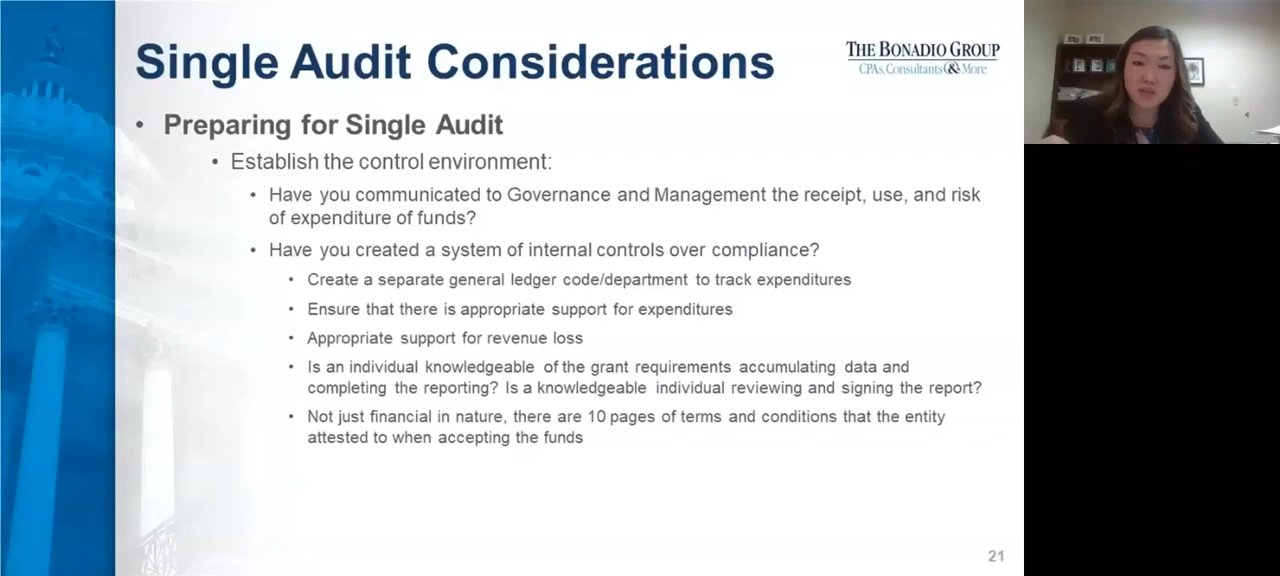 Single Audit Considerations
THE BONADIO GROUP
CPAs, Consultants & More
• Preparing for Single Audit
• Establish the control environment:
• Have you communicated to Governance and Management the receipt, use, and risk
of expenditure of funds?
• Have you created a system of internal controls over compliance?
• Create a separate general ledger code/department to track expenditures
• Ensure that there is appropriate support for expenditures
• Appropriate support for revenue loss
• Is an individual knowledgeable of the grant requirements accumulating data and
completing the reporting? Is a knowledgeable individual reviewing and signing the report?
• Not just financial in nature, there are 10 pages of terms and conditions that the entity
attested to when accepting the funds
21